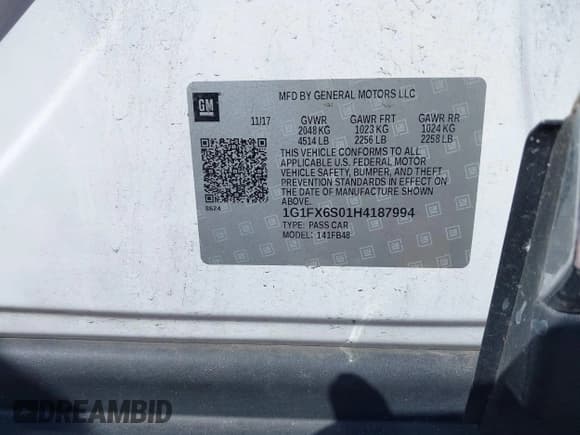 GM
MFD BY GENERAL MOTORS LLC
11/17 GVWR GAWR FRT GAWR RR
2048 KG 1023 KG 1024 KG
4514 LB 2256 LB 2258 LB
THIS VEHICLE CONFORMS TO ALL
APPLICABLE U.S. FEDERAL MOTOR
VEHICLE SAFETY, BUMPER, AND THEFT
PREVENTION STANDARDS IN EFFECT ON
THE DATE OF MANUFACTURE SHOWN
ABOVE.
0624
1G1FX6S01H4187994
TYPE: PASS CAR
MODEL: 141FB48
DREAMBID